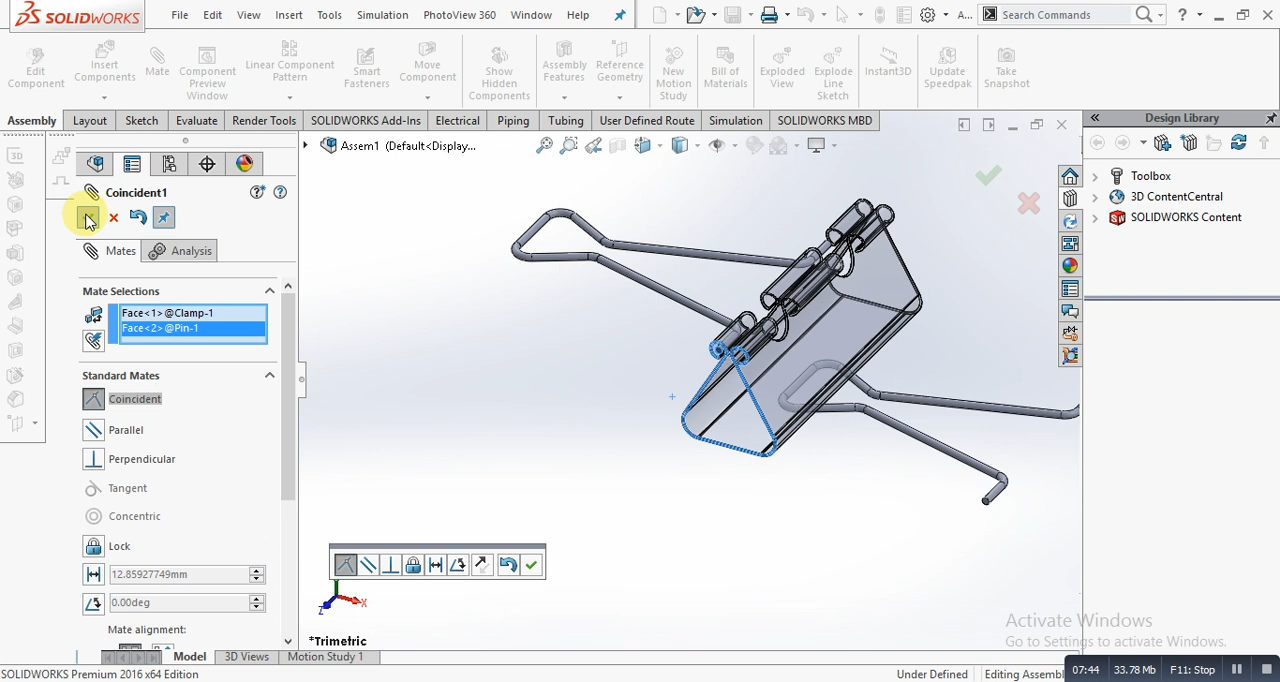 SOLIDWORKS File Edit View Insert Tools Simulation PhotoView 360 Window Help A... Search Commands ?
Edit Component
Insert Components
Mate
Component Preview Window
Linear Component Pattern
Smart Fasteners
Move Component
Show Hidden Components
Assembly Features
Reference Geometry
New Motion Study
Bill of Materials
Exploded View
Explode Line Sketch
Instant3D
Update Speedpak
Take Snapshot
Assembly Layout Sketch Evaluate Render Tools SOLIDWORKS Add-Ins Electrical Piping Tubing User Defined Route Simulation SOLIDWORKS MBD
Design Library
Assem1 (Default<Display...
3D
Toolbox
3D ContentCentral
SOLIDWORKS Content
Coincident1
Mates Analysis
Mate Selections
Face<1>@Clamp-1
Face<2>@Pin-1
Standard Mates
Coincident
Parallel
Perpendicular
Tangent
Concentric
Lock
12.85927749mm
0.00deg
Mate alignment:
Z X
*Trimetric
Activate Windows
Go to Settings to activate Windows.
Model 3D Views Motion Study 1
SOLIDWORKS Premium 2016 x64 Edition Under Defined Editing Assembl
07:44 33.78 MB F11: Stop